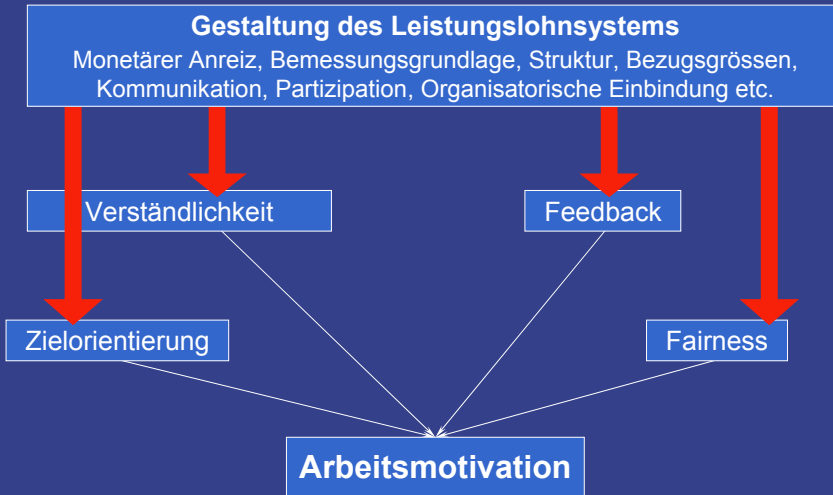 Gestaltung des Leistungslohnsystems
Monetärer Anreiz, Bemessungsgrundlage, Struktur, Bezugsgrössen,
Kommunikation, Partizipation, Organisatorische Einbindung etc.
Verständlichkeit
Feedback
Zielorientierung
Fairness
Arbeitsmotivation